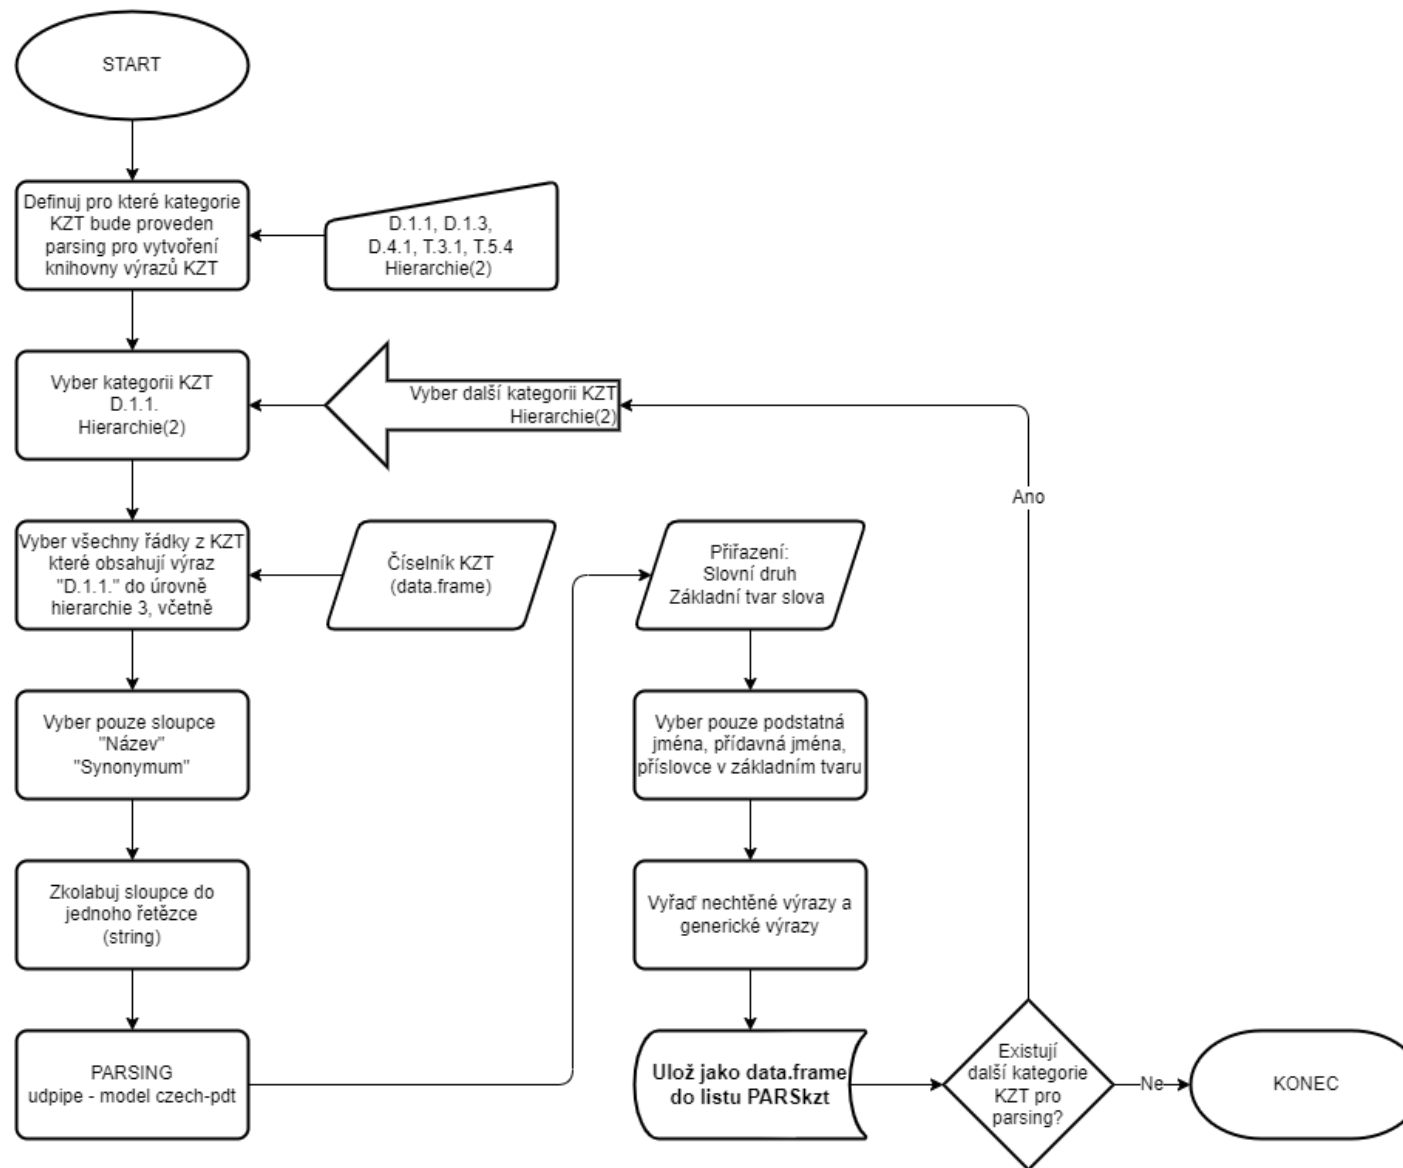 START
Definuj pro které kategorie
KZT bude proveden
parsing pro vytvoření
knihovny výrazů KZT
D.1.1, D.1.3,
D.4.1, T.3.1, T.5.4
Hierarchie(2)
Vyber kategorii KZT
D.1.1.
Hierarchie(2)
Vyber další kategorii KZT
Hierarchie(2)
Ano
Vyber všechny řádky z KZT
které obsahují výraz
"D.1.1." do úrovně
hierarchie 3, včetně
Číselník KZT
(data.frame)
Přiřazení:
Slovní druh
Základní tvar slova
Vyber pouze sloupce
"Název"
"Synonymum"
Vyber pouze podstatná
jména, přídavná jména,
příslovce v základním tvaru
Zkolabuj sloupce do
jednoho řetězce
(string)
Vyřaď nechtěné výrazy a
generické výrazy
PARSING
udpipe - model czech-pdt
Ulož jako data.frame
do listu PARSkzt
Existují
další kategorie
KZT pro
parsing?
Ne
KONEC